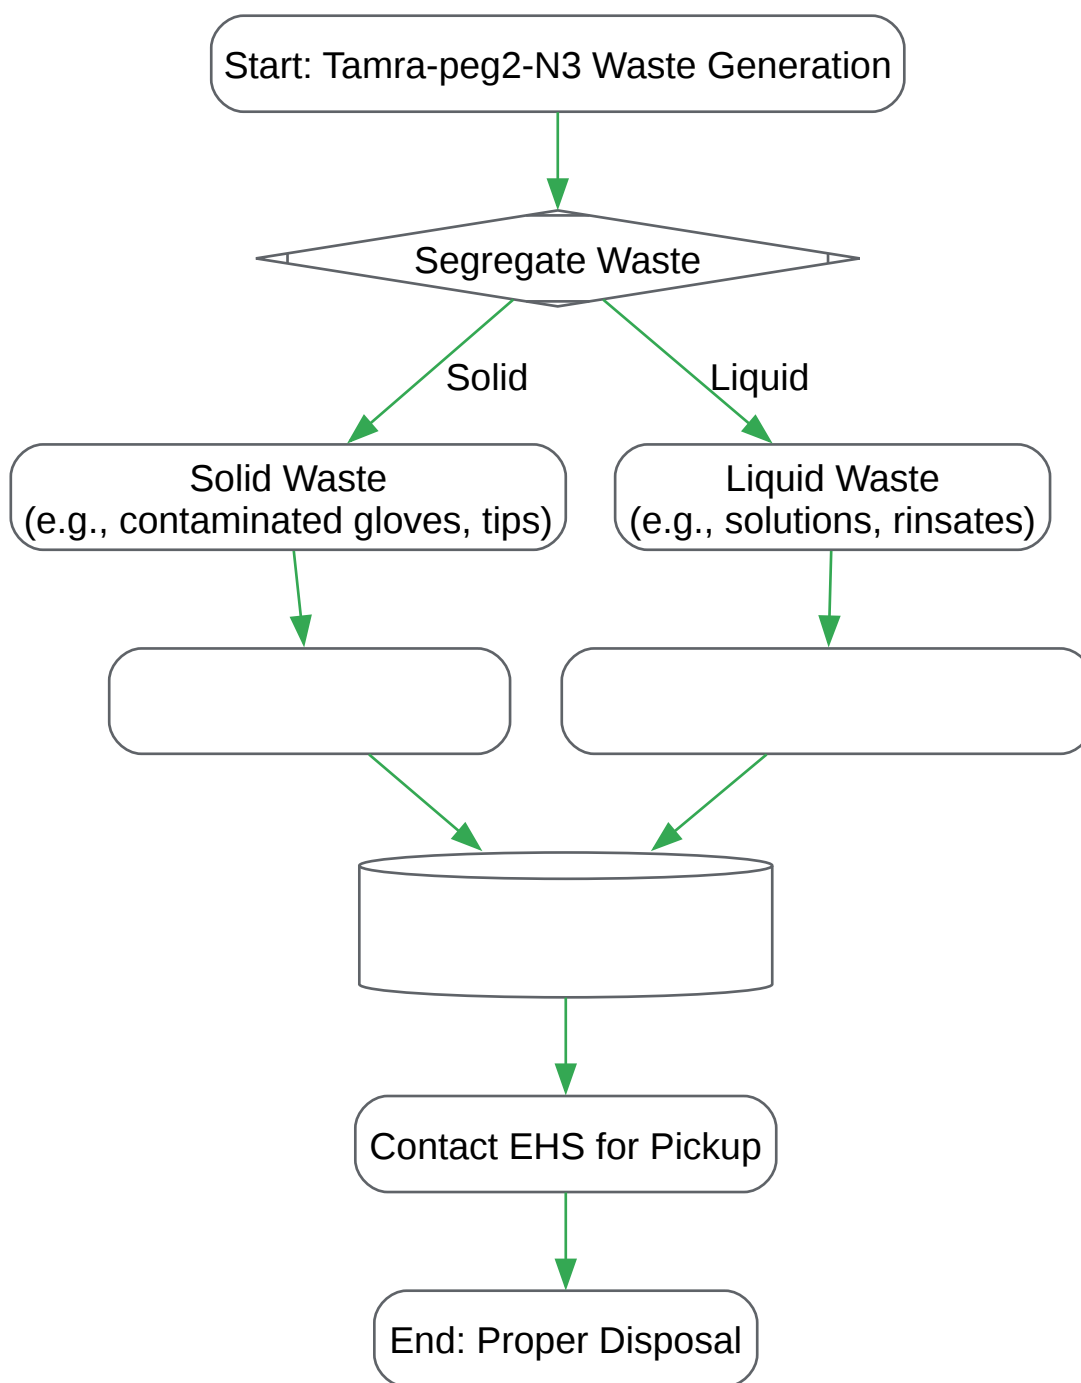 Start: Tamra-peg2-N3 Waste Generation
Segregate Waste
Solid
Liquid
Solid Waste
(e.g., contaminated gloves, tips)
Liquid Waste
(e.g., solutions, rinsates)
Contact EHS for Pickup
End: Proper Disposal